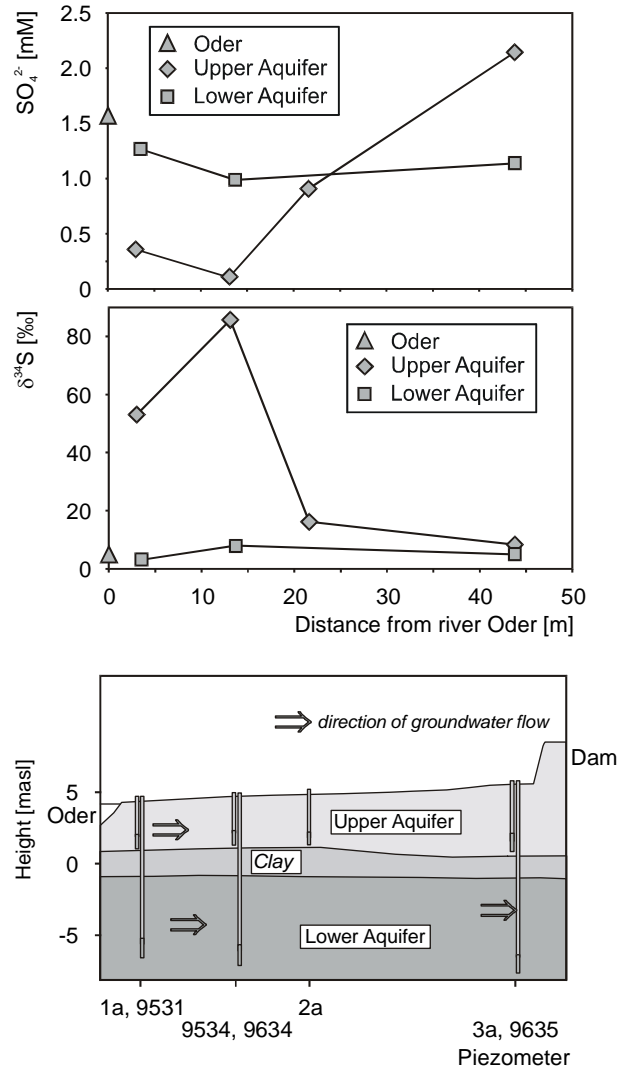 2.5
2.0
1.5
1.0
0.5
0
SO₄²⁻ [mM]
Oder
Upper Aquifer
Lower Aquifer
80
60
40
20
0
δ³⁴S [‰]
Oder
Upper Aquifer
Lower Aquifer
0 10 20 30 40 50
Distance from river Oder [m]
direction of groundwater flow
Dam
5
Oder
0
-5
Height [masl]
Upper Aquifer
Clay
Lower Aquifer
1a, 9531 2a
9534, 9634 3a, 9635
Piezometer